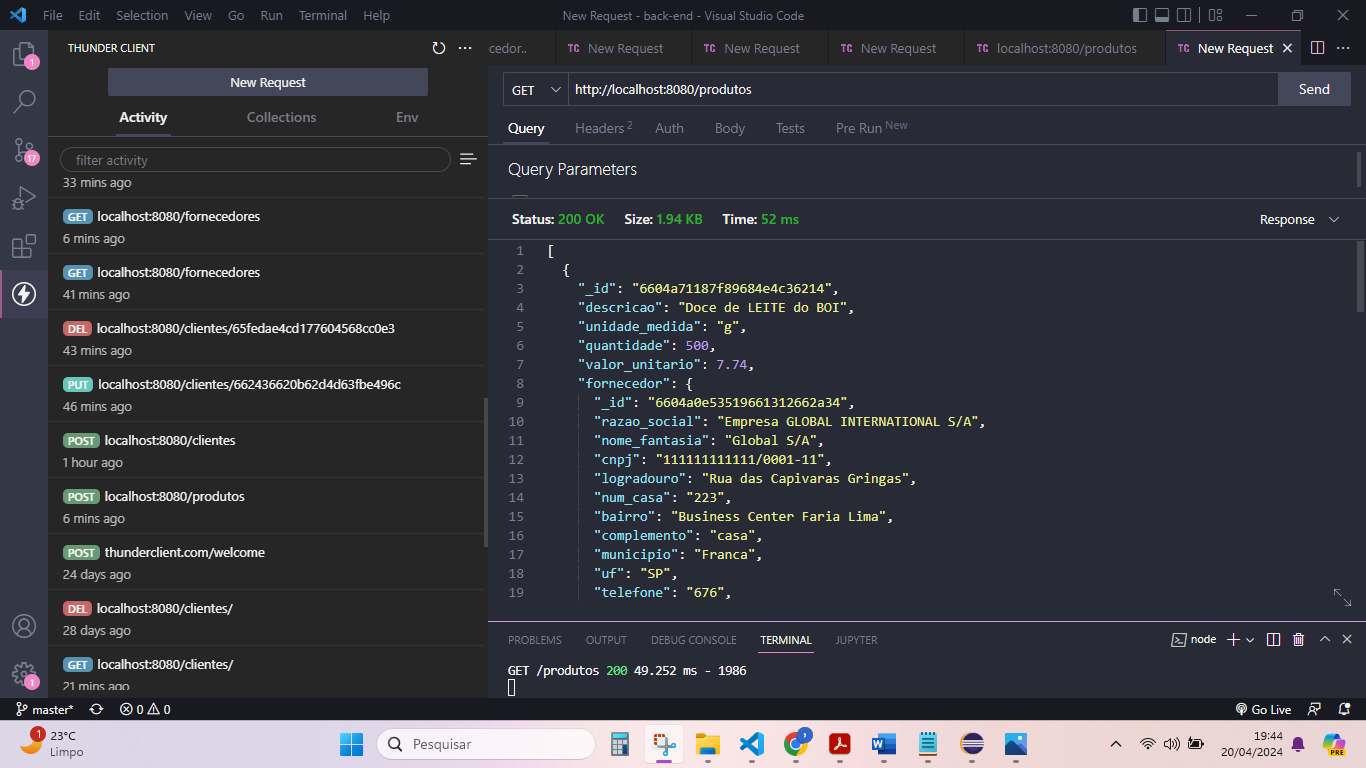 File Edit Selection View Go Run Terminal Help
New Request - back-end - Visual Studio Code
THUNDER CLIENT
New Request
Activity Collections Env
filter activity
33 mins ago
GET localhost:8080/fornecedores
6 mins ago
GET localhost:8080/fornecedores
41 mins ago
DEL localhost:8080/clientes/65fedae4cd177604568cc0e3
43 mins ago
PUT localhost:8080/clientes/662436620b62d4d63fbe496c
46 mins ago
POST localhost:8080/clientes
1 hour ago
POST localhost:8080/produtos
6 mins ago
POST thunderclient.com/welcome
24 days ago
DEL localhost:8080/clientes/
28 days ago
GET localhost:8080/clientes/
21 mins ago
1
17
1
cedor.. TC New Request TC New Request TC New Request TC localhost:8080/produtos TC New Request
GET http://localhost:8080/produtos Send
Query Headers 2 Auth Body Tests Pre Run New
Query Parameters
Status: 200 OK Size: 1.94 KB Time: 52 ms Response
1 [
2 {
3 "_id": "6604a71187f89684e4c36214",
4 "descricao": "Doce de LEITE do BOI",
5 "unidade_medida": "g",
6 "quantidade": 500,
7 "valor_unitario": 7.74,
8 "fornecedor": {
9 "_id": "6604a0e53519661312662a34",
10 "razao_social": "Empresa GLOBAL INTERNATIONAL S/A",
11 "nome_fantasia": "Global S/A",
12 "cnpj": "111111111111/0001-11",
13 "logradouro": "Rua das Capivaras Gringas",
14 "num_casa": "223",
15 "bairro": "Business Center Faria Lima",
16 "complemento": "casa",
17 "municipio": "Franca",
18 "uf": "SP",
19 "telefone": "676",
PROBLEMS OUTPUT DEBUG CONSOLE TERMINAL JUPYTER node
GET /produtos 200 49.252 ms - 1986
master* 0 0 Go Live
1 23°C
Limpo
Pesquisar
19:44
20/04/2024
PRE